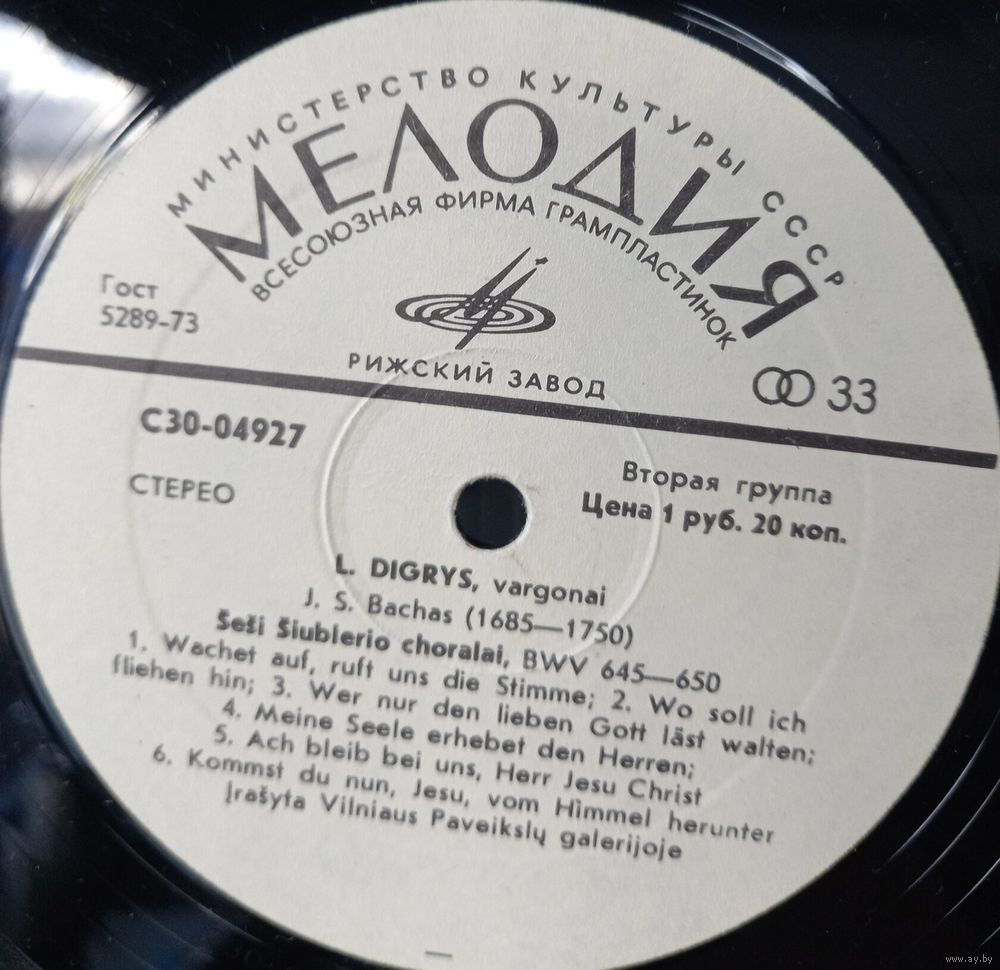 МИНИСТЕРСТВО КУЛЬТУРЫ СССР
МЕЛОДИЯ
ВСЕСОЮЗНАЯ ФИРМА ГРАМПЛАСТИНОК
Гост
5289-73
РИЖСКИЙ ЗАВОД
33
С30-04927
СТЕРЕО
Вторая группа
Цена 1 руб. 20 коп.
L. DIGRYS, vargonai
J. S. Bachas (1685—1750)
Šeši Šiublerio choralai, BWV 645—650
1. Wachet auf, ruft uns die Stimme; 2. Wo soll ich
fliehen hin; 3. Wer nur den lieben Gott läst walten;
4. Meine Seele erhebet den Herren;
5. Ach bleib bei uns, Herr Jesu Christ
6. Kommst du nun, Jesu, vom Himmel herunter
Įrašyta Vilniaus Paveikslų galerijoje
www.ay.by